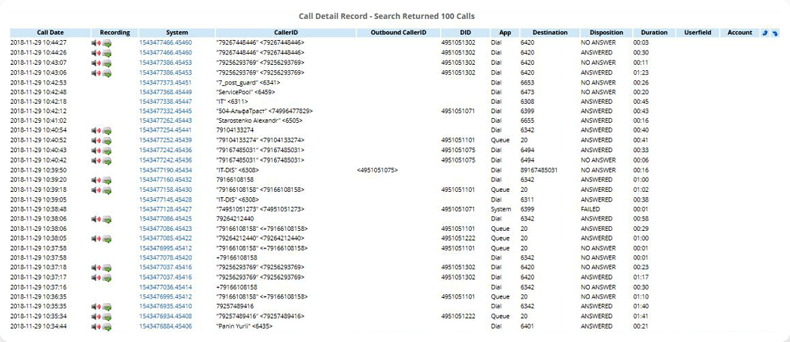 Call Detail Record - Search Returned 100 Calls
Call Date Recording System CallerID Outbound CallerID DID App Destination Disposition Duration Userfield Account
2018-11-29 10:44:27 1543477466.45460 "79267448446" <79267448446> 4951051302 Dial 6420 NO ANSWER 00:03
2018-11-29 10:44:26 1543477466.45460 "79267448446" <79267448446> 4951051302 Dial 6420 ANSWERED 00:30
2018-11-29 10:43:07 1543477386.45453 "79256293769" <79256293769> 4951051302 Dial 6420 NO ANSWER 00:11
2018-11-29 10:43:06 1543477386.45453 "79256293769" <79256293769> 4951051302 Dial 6420 ANSWERED 01:23
2018-11-29 10:42:53 1543477373.45451 "7_post_guard" <6341> Dial 6653 NO ANSWER 00:26
2018-11-29 10:42:48 1543477368.45449 "ServicePool" <6459> Dial 6473 NO ANSWER 00:20
2018-11-29 10:42:18 1543477338.45447 "IT" <6311> Dial 6308 ANSWERED 00:45
2018-11-29 10:42:12 1543477332.45445 "504-АльфаТраст" <74996477829> 4951051071 Dial 6399 ANSWERED 00:43
2018-11-29 10:41:02 1543477262.45443 "Starostenko Alexandr" <6505> Dial 6655 ANSWERED 00:16
2018-11-29 10:40:54 1543477254.45441 79104133274 Dial 6342 ANSWERED 00:40
2018-11-29 10:40:52 1543477252.45439 "79104133274" <79104133274> 4951051101 Queue 20 ANSWERED 00:41
2018-11-29 10:40:43 1543477242.45436 "79167485031" <79167485031> 4951051075 Dial 6494 ANSWERED 00:33
2018-11-29 10:40:42 1543477242.45436 "79167485031" <79167485031> 4951051075 Dial 6494 NO ANSWER 00:06
2018-11-29 10:39:50 1543477190.45434 "IT-DIS" <6308> <4951051075> Dial 89167485031 NO ANSWER 00:16
2018-11-29 10:39:20 1543477160.45432 79166108158 Dial 6342 ANSWERED 01:00
2018-11-29 10:39:18 1543477158.45430 "79166108158" <79166108158> 4951051101 Queue 20 ANSWERED 01:02
2018-11-29 10:39:05 1543477145.45428 "IT-DIS" <6308> Dial 6311 ANSWERED 00:38
2018-11-29 10:38:48 1543477128.45427 "74951051273" <74951051273> 4951051071 System 6399 FAILED 00:01
2018-11-29 10:38:06 1543477085.45425 79264212440 Dial 6342 ANSWERED 00:58
2018-11-29 10:38:06 1543477086.45423 "79166108158" <+79166108158> 4951051101 Queue 20 ANSWERED 00:29
2018-11-29 10:38:05 1543477085.45422 "79264212440" <79264212440> 4951051222 Queue 20 ANSWERED 01:00
2018-11-29 10:37:58 1543476995.45412 "79166108158" <+79166108158> 4951051101 Queue 20 NO ANSWER 00:01
2018-11-29 10:37:58 1543477078.45420 +79166108158 Dial 6342 NO ANSWER 00:01
2018-11-29 10:37:18 1543477037.45416 "79256293769" <79256293769> 4951051302 Queue 20 NO ANSWER 00:23
2018-11-29 10:37:17 1543477037.45416 "79256293769" <79256293769> 4951051302 Dial 6420 ANSWERED 01:17
2018-11-29 10:37:16 1543477036.45414 +79166108158 Dial 6342 NO ANSWER 00:30
2018-11-29 10:36:35 1543476995.45412 "79166108158" <+79166108158> 4951051101 Queue 20 NO ANSWER 01:10
2018-11-29 10:35:35 1543476935.45410 79257489416 Dial 6342 ANSWERED 01:40
2018-11-29 10:35:34 1543476934.45408 "79257489416" <79257489416> 4951051222 Queue 20 ANSWERED 01:41
2018-11-29 10:34:44 1543476884.45406 "Panin Yurii" <6435> Dial 6401 ANSWERED 00:21